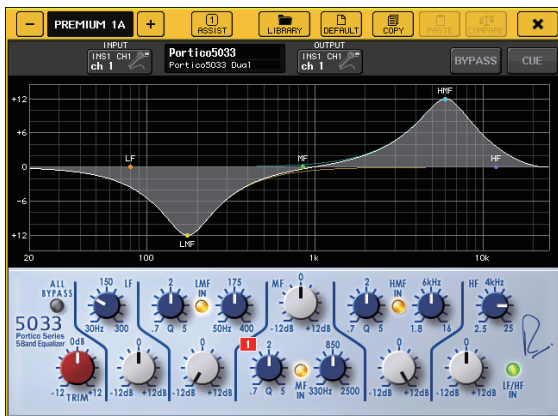 − PREMIUM 1A + 1 ASSIST LIBRARY DEFAULT COPY PASTE COMPARE ×
INPUT OUTPUT
INS1 CH1 ch 1 Portico5033 INS1 CH1 ch 1 BYPASS CUE
Portico5033 Dual
HMF
+12
+6
LF MF HF
0
+6
+12
LMF
20 100 1k 10k
ALL BYPASS 150 LF 2 LMF IN 175 MF 0 2 HMF IN 6kHz HF 4kHz
30Hz 300 .7 Q 5 50Hz 400 -12dB +12dB .7 Q 5 1.8 16 2.5 25
5033
Portico Series
5Band Equalizer
0dB 0 0 1 2 850 0 0
-12 +12 -12dB +12dB -12dB +12dB .7 Q 5 MF IN 330Hz 2500 -12dB +12dB -12dB +12dB LF/HF IN
TRIM